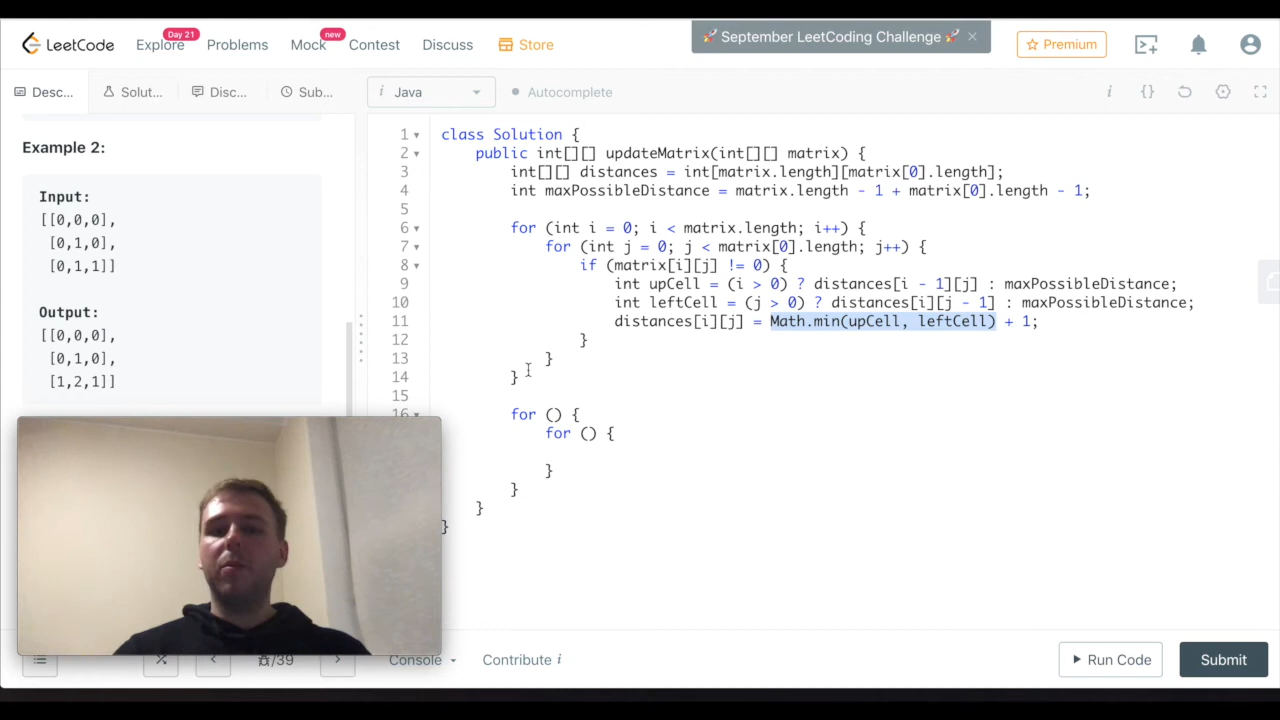 LeetCode
Explore
Day 21
Problems
Mock
new
Contest
Discuss
Store
🚀 September LeetCoding Challenge 🚀 ×
Premium
Desc...
Solut...
Disc...
Sub...
i Java
Autocomplete
i {}
Example 2:
Input:
[[0,0,0],
[0,1,0],
[0,1,1]]
Output:
[[0,0,0],
[0,1,0],
[1,2,1]]
1 class Solution {
2 public int[][] updateMatrix(int[][] matrix) {
3 int[][] distances = int[matrix.length][matrix[0].length];
4 int maxPossibleDistance = matrix.length - 1 + matrix[0].length - 1;
5
6 for (int i = 0; i < matrix.length; i++) {
7 for (int j = 0; j < matrix[0].length; j++) {
8 if (matrix[i][j] != 0) {
9 int upCell = (i > 0) ? distances[i - 1][j] : maxPossibleDistance;
10 int leftCell = (j > 0) ? distances[i][j - 1] : maxPossibleDistance;
11 distances[i][j] = Math.min(upCell, leftCell) + 1;
12 }
13 }
14 }
15
16 for () {
for () {
}
}
}
}
/39
Console
Contribute i
Run Code
Submit